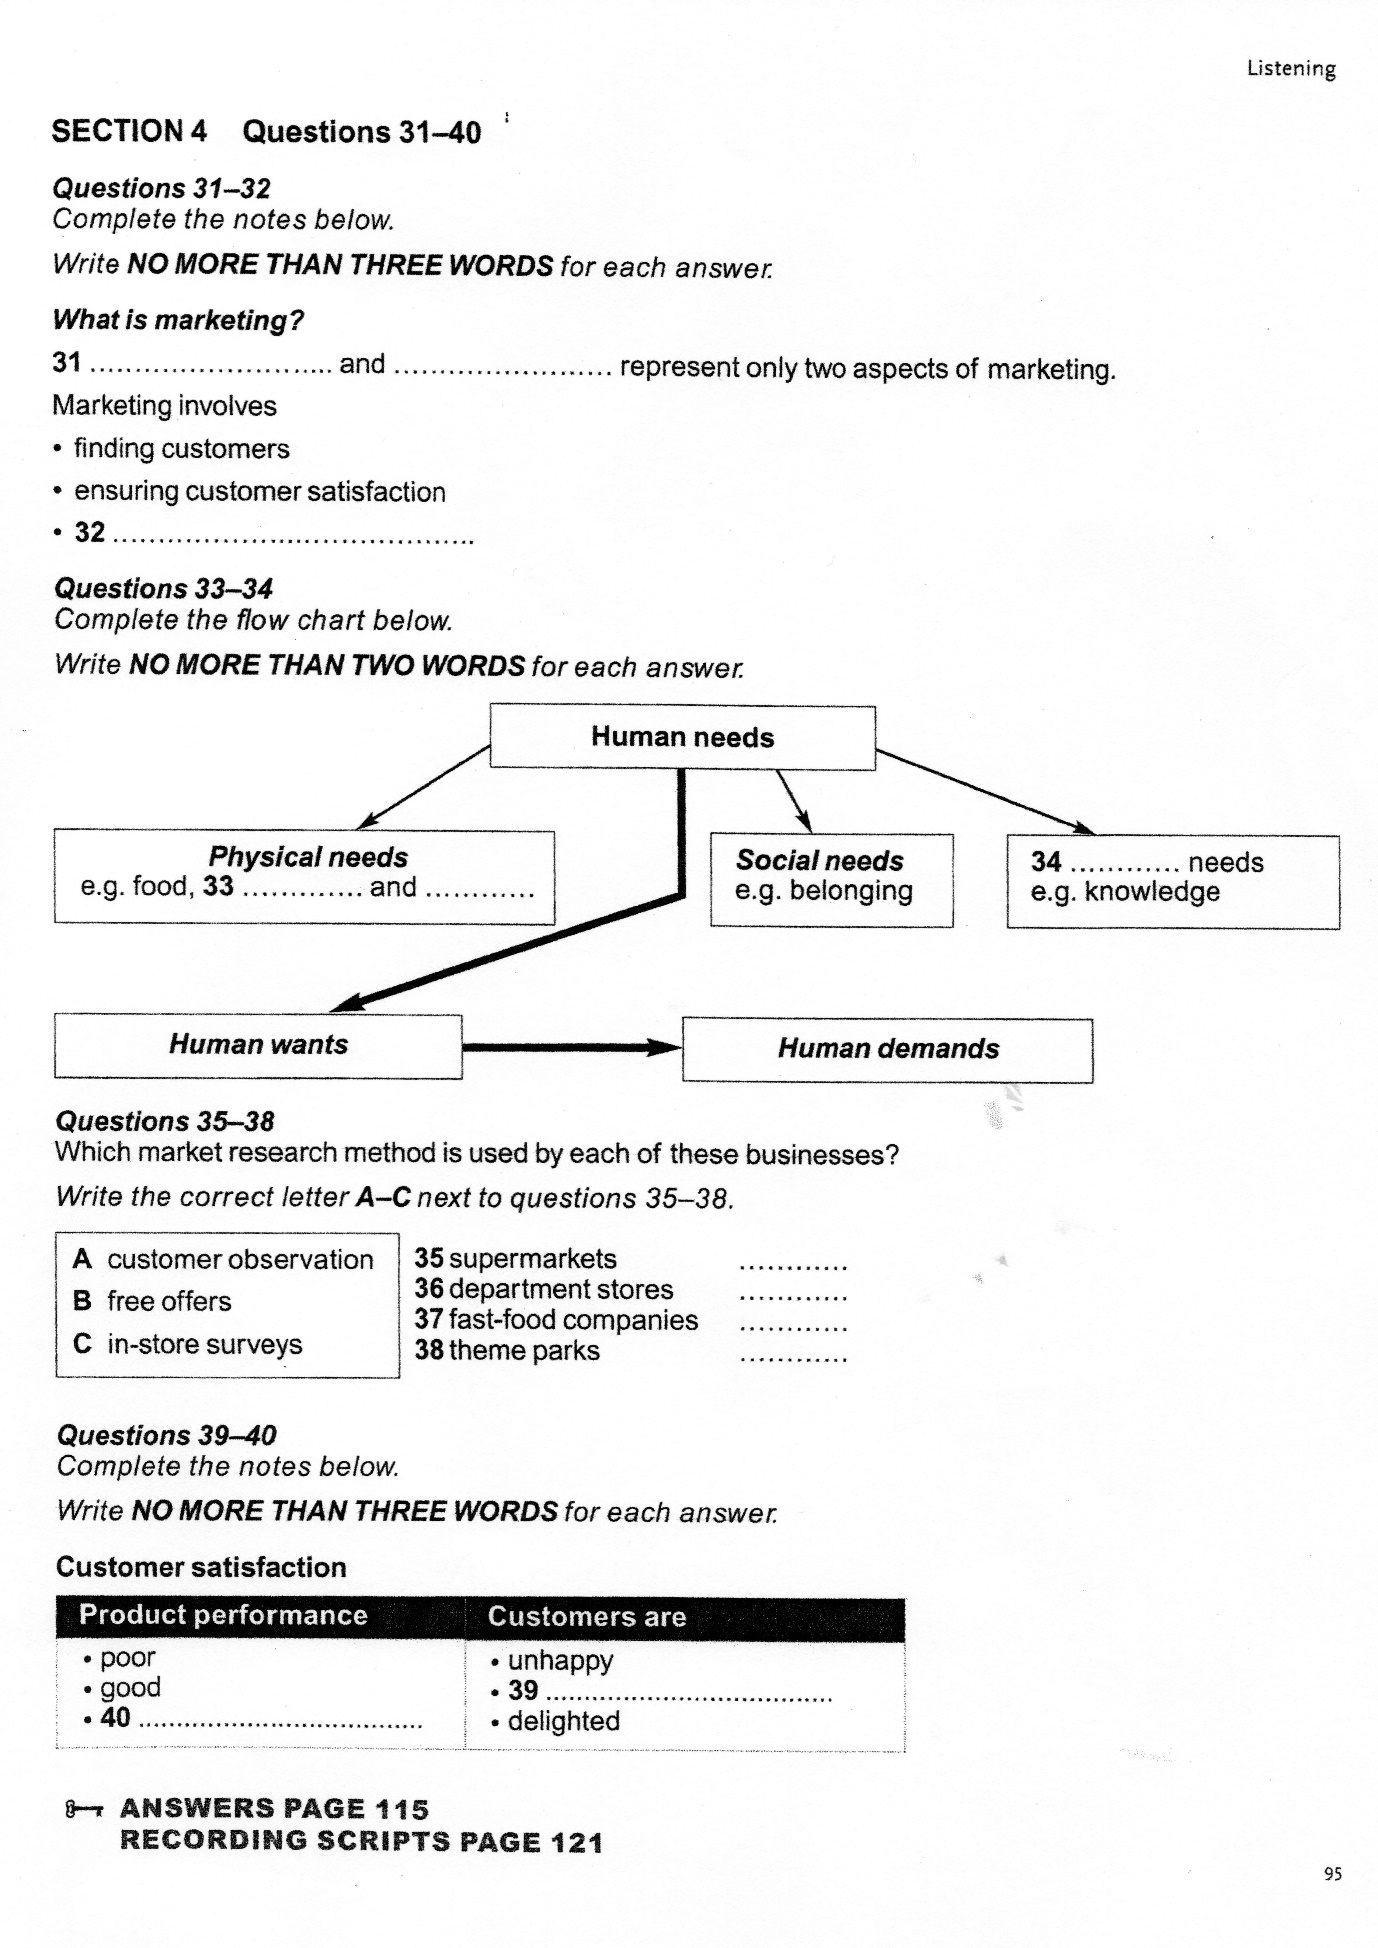 Listening
SECTION 4 Questions 31–40
Questions 31–32
Complete the notes below.
Write NO MORE THAN THREE WORDS for each answer.
What is marketing?
31 ........................... and ........................ represent only two aspects of marketing.
Marketing involves
• finding customers
• ensuring customer satisfaction
• 32 .......................................
Questions 33–34
Complete the flow chart below.
Write NO MORE THAN TWO WORDS for each answer.
Human needs
Physical needs
e.g. food, 33 ............. and ............
Social needs
e.g. belonging
34 ............ needs
e.g. knowledge
Human wants
Human demands
Questions 35–38
Which market research method is used by each of these businesses?
Write the correct letter A–C next to questions 35–38.
A customer observation
B free offers
C in-store surveys
35 supermarkets ............
36 department stores ............
37 fast-food companies ............
38 theme parks ............
Questions 39–40
Complete the notes below.
Write NO MORE THAN THREE WORDS for each answer.
Customer satisfaction
Product performance
• poor
• good
• 40 ......................................
Customers are
• unhappy
• 39 ......................................
• delighted
ANSWERS PAGE 115
RECORDING SCRIPTS PAGE 121
95